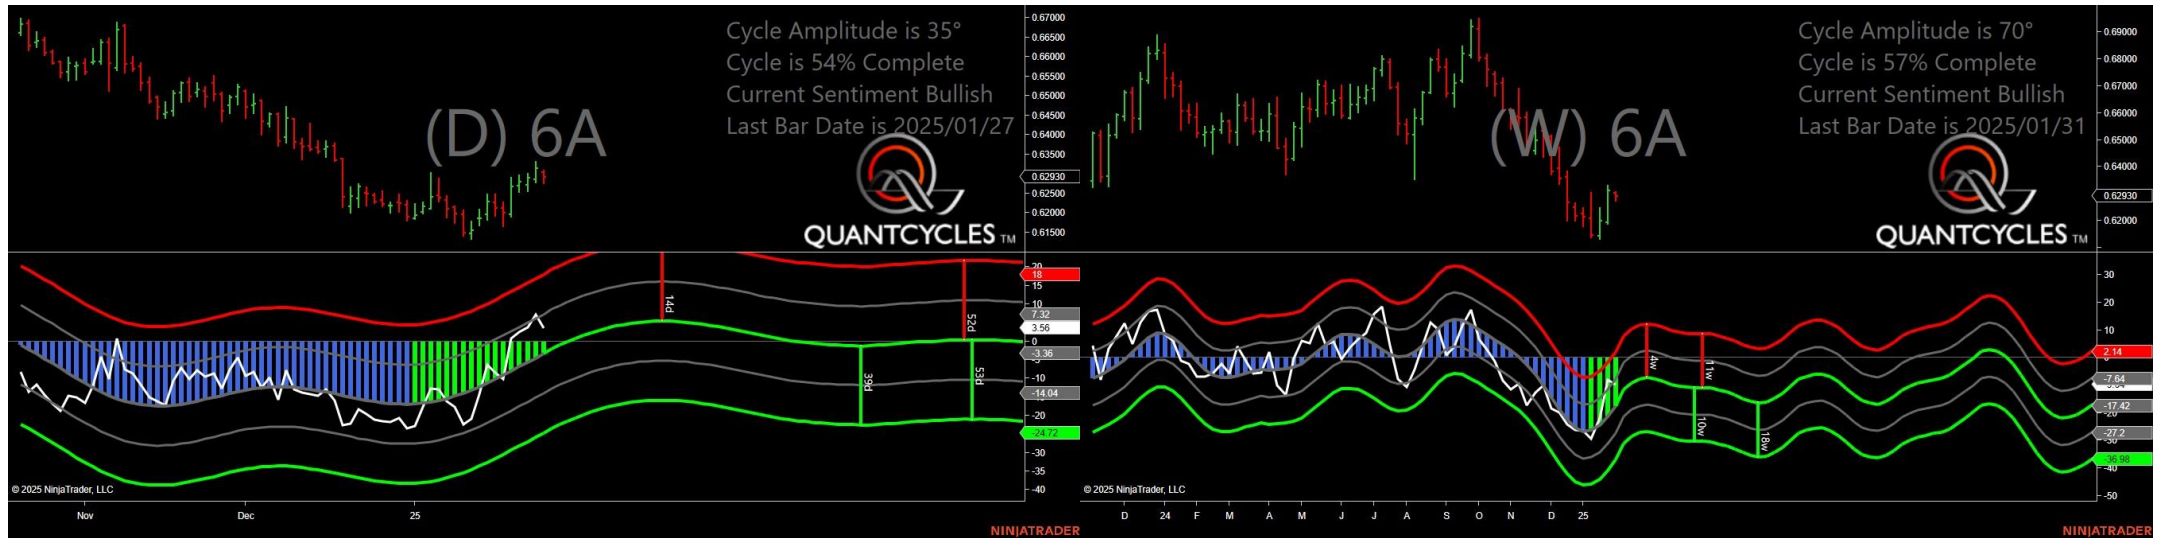 Cycle Amplitude is 35°
Cycle is 54% Complete
Current Sentiment Bullish
Last Bar Date is 2025/01/27
(D) 6A
QUANTCYCLES TM
0.67000
0.66500
0.66000
0.65500
0.65000
0.64500
0.64000
0.63500
0.62930
0.62500
0.62000
0.61500
20
18
15
10
7.32
3.56
0
-3.36
-10
-14.04
-20
-24.72
-30
-35
-40
14d
39d
52d
53d
© 2025 NinjaTrader, LLC
Nov Dec 25
NINJATRADER
Cycle Amplitude is 70°
Cycle is 57% Complete
Current Sentiment Bullish
Last Bar Date is 2025/01/31
(W) 6A
QUANTCYCLES TM
0.69000
0.68000
0.67000
0.66000
0.65000
0.64000
0.62930
0.62000
30
20
10
2.14
-7.64
-17.42
-27.2
-36.98
-40
-50
4w
11w
10w
18w
© 2025 NinjaTrader, LLC
D 24 F M A M J J A S O N D 25
NINJATRADER